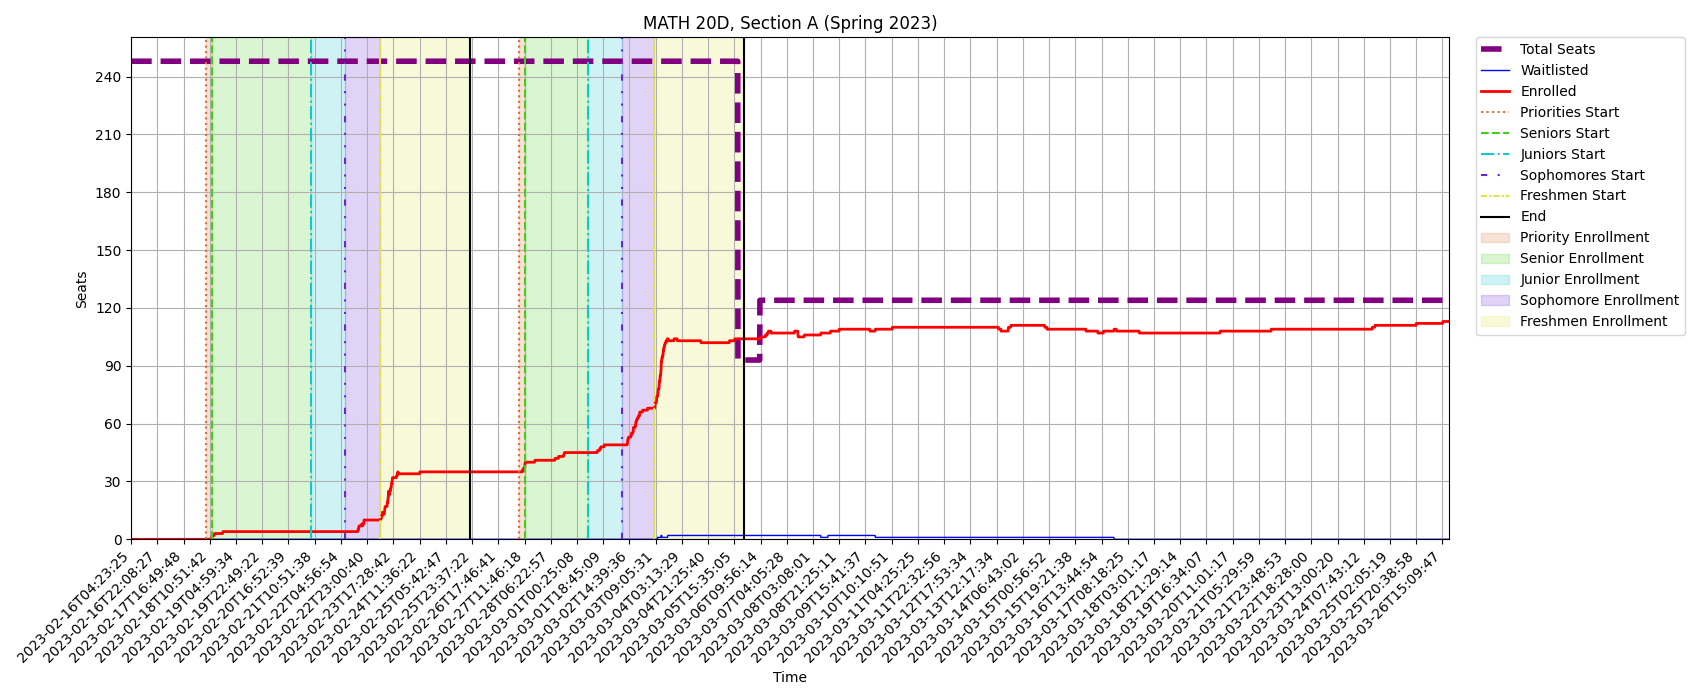 MATH 20D, Section A (Spring 2023)
Seats
240
210
180
150
120
90
60
30
0
2023-02-16T04:23:25
2023-02-16T22:08:27
2023-02-17T16:49:48
2023-02-18T10:51:42
2023-02-19T04:59:34
2023-02-19T22:49:22
2023-02-20T16:52:39
2023-02-21T10:51:38
2023-02-22T04:56:54
2023-02-22T23:00:40
2023-02-23T17:28:42
2023-02-24T11:36:22
2023-02-25T05:42:47
2023-02-25T23:37:22
2023-02-26T17:46:41
2023-02-27T11:46:18
2023-02-28T06:22:57
2023-03-01T00:25:08
2023-03-01T18:45:09
2023-03-02T14:39:36
2023-03-03T09:05:31
2023-03-04T03:13:29
2023-03-04T21:25:40
2023-03-05T15:35:05
2023-03-06T09:56:14
2023-03-07T04:05:28
2023-03-08T03:08:01
2023-03-08T21:25:11
2023-03-09T15:41:37
2023-03-10T10:10:51
2023-03-11T04:25:25
2023-03-11T22:32:56
2023-03-12T17:53:34
2023-03-13T12:17:34
2023-03-14T06:43:02
2023-03-15T00:56:52
2023-03-15T19:21:38
2023-03-16T13:44:54
2023-03-17T08:18:25
2023-03-18T03:01:17
2023-03-18T21:29:14
2023-03-19T16:34:07
2023-03-20T11:01:17
2023-03-21T05:29:59
2023-03-21T23:48:53
2023-03-22T18:28:00
2023-03-23T13:00:20
2023-03-24T07:43:12
2023-03-25T02:05:19
2023-03-25T20:38:58
2023-03-26T15:09:47
Time
Total Seats
Waitlisted
Enrolled
Priorities Start
Seniors Start
Juniors Start
Sophomores Start
Freshmen Start
End
Priority Enrollment
Senior Enrollment
Junior Enrollment
Sophomore Enrollment
Freshmen Enrollment